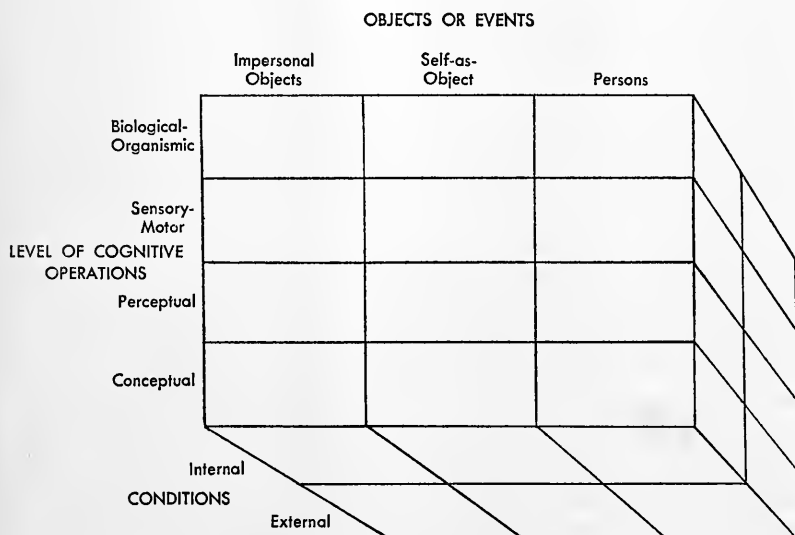 OBJECTS OR EVENTS
Impersonal
Objects
Self-as-
Object
Persons
Biological-
Organismic
Sensory-
Motor
LEVEL OF COGNITIVE
OPERATIONS
Perceptual
Conceptual
Internal
CONDITIONS
External